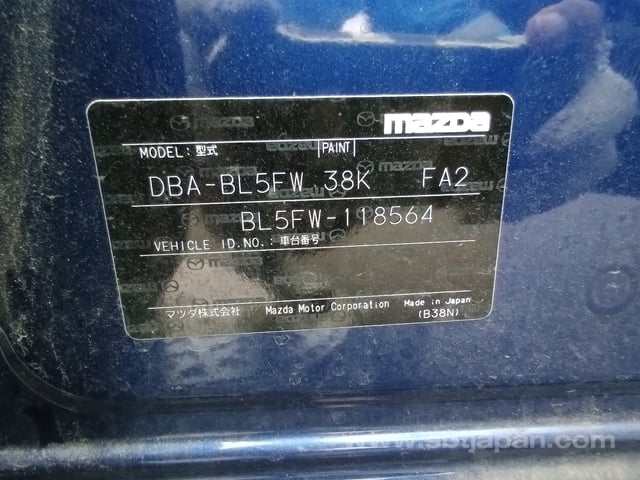 mazda
MODEL：型式 PAINT
DBA-BL5FW 38K FA2
BL5FW-118564
VEHICLE ID.NO.：車台番号
マツダ株式会社 Mazda Motor Corporation Made in Japan
(B38N)
www.sbtjapan.com